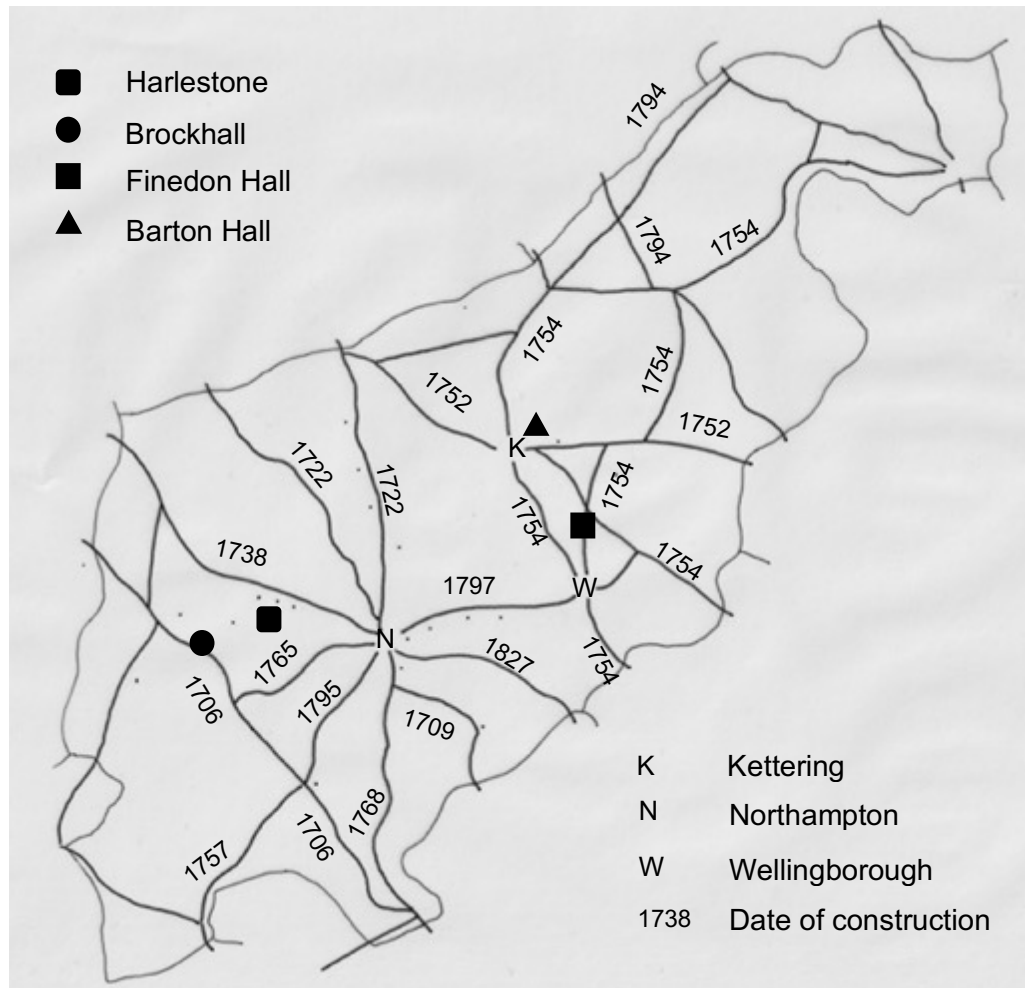 Harlestone
Brockhall
Finedon Hall
Barton Hall
1794
1794
1754
1754
1754
1752
1752
K
1722
1722
1754
1754
1754
1738
1797
W
N
1765
1827
1754
1706
1795
1709
1768
1757
1706
K Kettering
N Northampton
W Wellingborough
1738 Date of construction